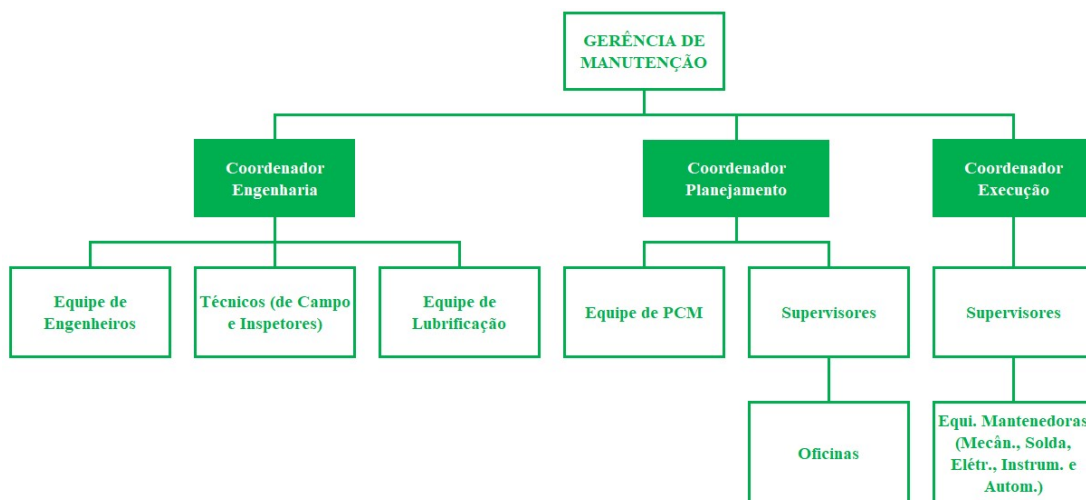 GERÊNCIA DE
MANUTENÇÃO
Coordenador
Engenharia
Coordenador
Planejamento
Coordenador
Execução
Equipe de
Engenheiros
Técnicos (de Campo
e Inspetores)
Equipe de
Lubrificação
Equipe de PCM
Supervisores
Supervisores
Oficinas
Equi. Mantenedoras
(Mecân., Solda,
Elétr., Instrum. e
Autom.)